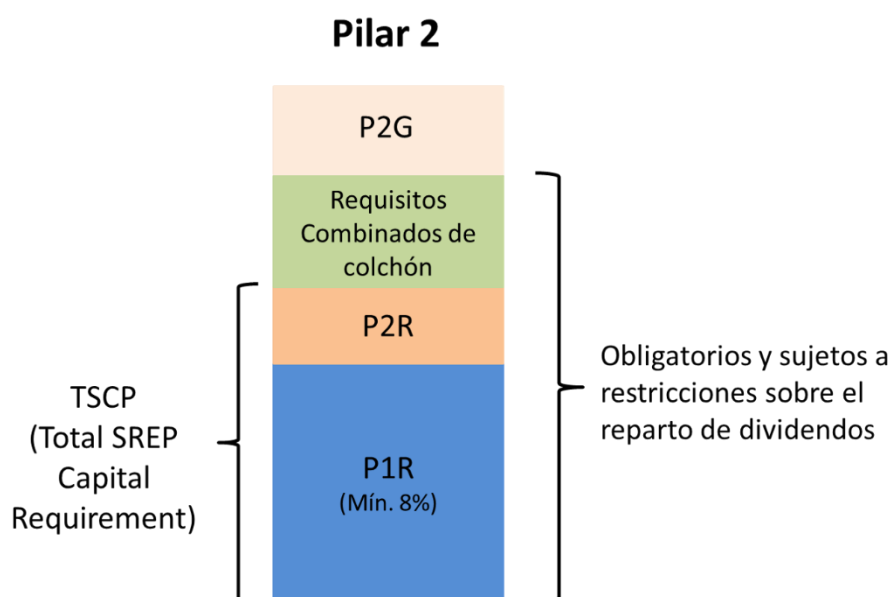 Pilar 2
P2G
Requisitos
Combinados de
colchón
P2R
P1R
(Mín. 8%)
TSCP
(Total SREP
Capital
Requirement)
Obligatorios y sujetos a
restricciones sobre el
reparto de dividendos